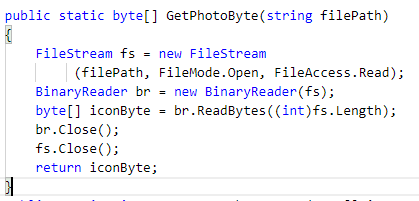 public static byte[] GetPhotoByte(string filePath)
{
FileStream fs = new FileStream
(filePath, FileMode.Open, FileAccess.Read);
BinaryReader br = new BinaryReader(fs);
byte[] iconByte = br.ReadBytes((int)fs.Length);
br.Close();
fs.Close();
return iconByte;
}